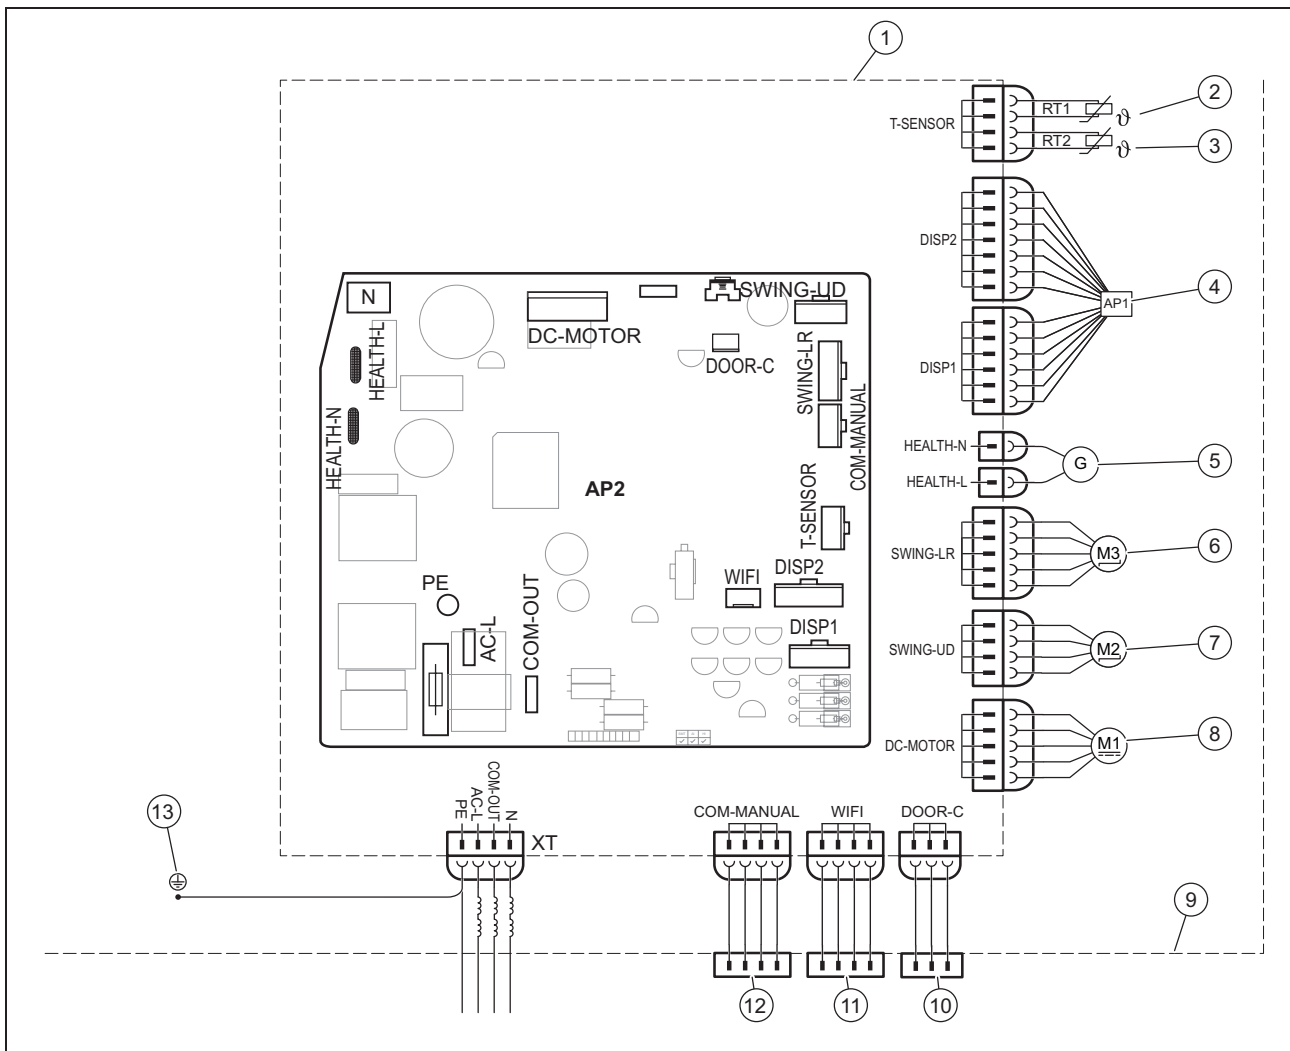 1
2
RT1
ϑ
T-SENSOR
RT2
ϑ
3
DISP2
N
SWING-UD
4
AP1
DC-MOTOR
HEALTH-L
DOOR-C
SWING-LR
DISP1
HEALTH-N
COM-MANUAL
HEALTH-N
G
5
HEALTH-L
AP2
T-SENSOR
SWING-LR
M3
6
PE
WIFI
DISP2
AC-L
COM-OUT
DISP1
SWING-UD
M2
7
DC-MOTOR
M1
8
PE
AC-L
COM-OUT
N
XT
COM-MANUAL
WIFI
DOOR-C
13
9
12
11
10